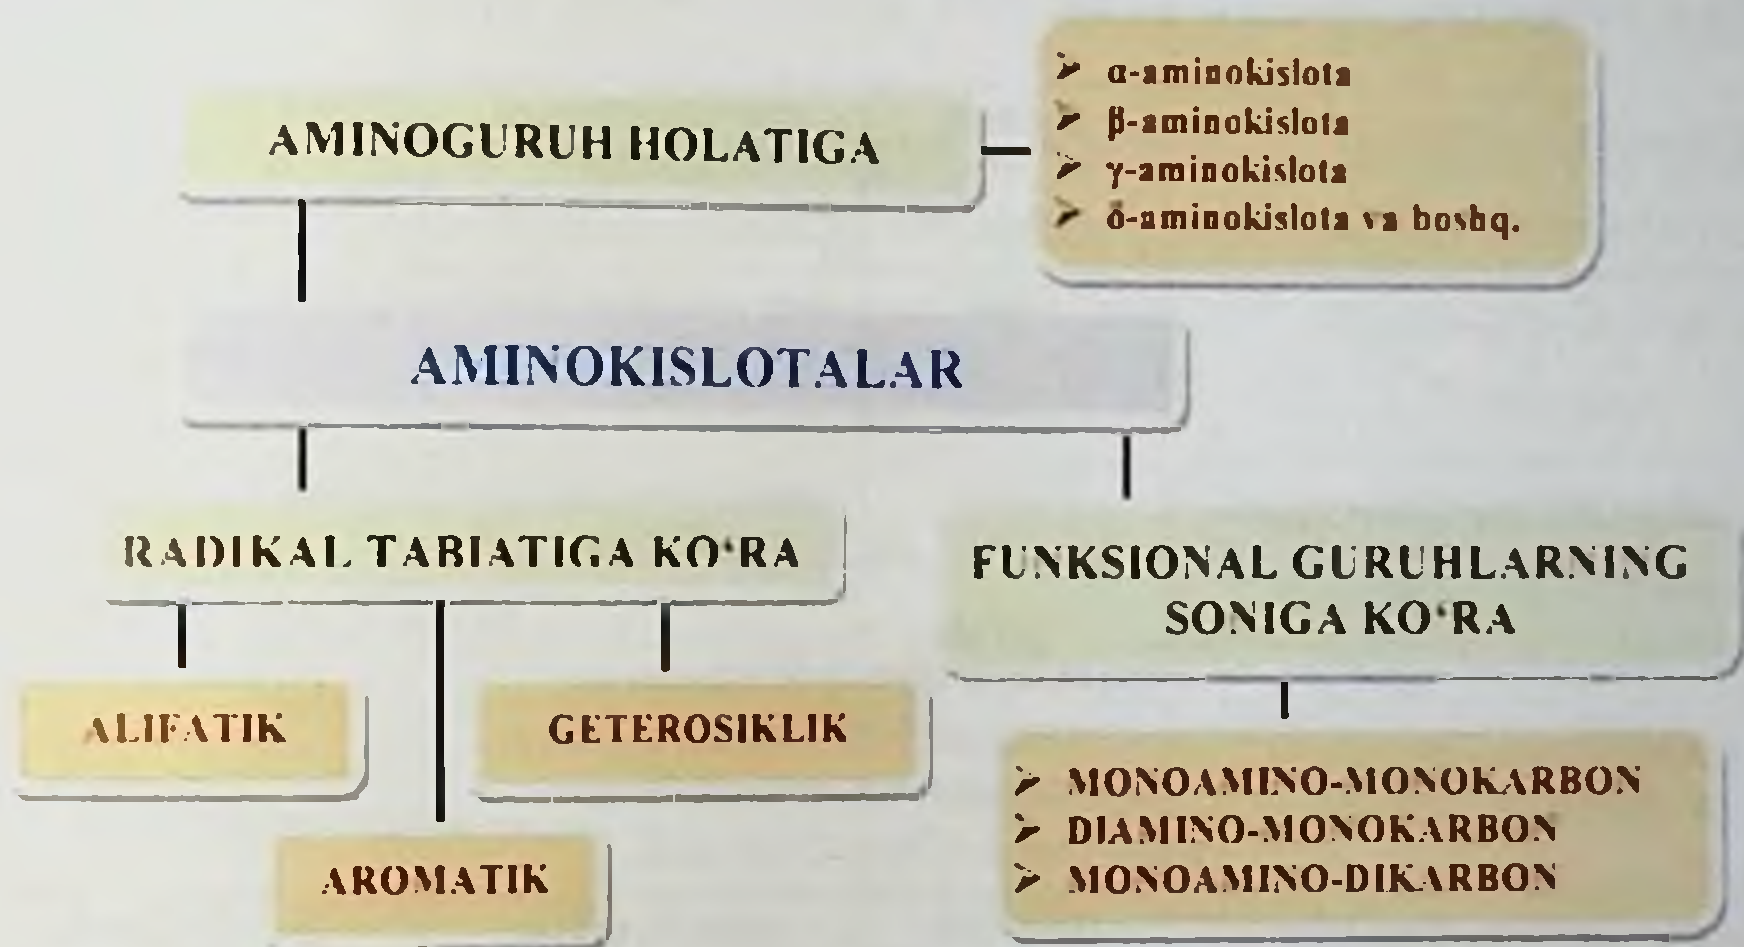 AMINOGURUH HOLATIGA
α-aminokislota
β-aminokislota
γ-aminokislota
δ-aminokislota va boshq.
AMINOKISLOTALAR
RADIKAL TABIATIGA KO‘RA
FUNKSIONAL GURUHLARNING
SONIGA KO‘RA
ALIFATIK
GETEROSIKLIK
AROMATIK
MONOAMINO-MONOKARBON
DIAMINO-MONOKARBON
MONOAMINO-DIKARBON